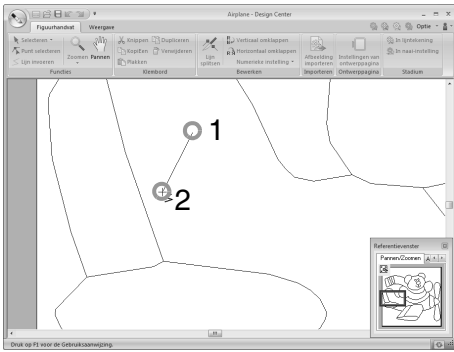 Airplane - Design Center
Figuurhandvat Weergave Optie
Selecteren
Punt selecteren
Lijn invoeren
Zoomen Pannen
Functies
Knippen Dupliceren
Kopiëren Verwijderen
Plakken
Klembord
Lijn splitsen
Verticaal omklappen
Horizontaal omklappen
Numerieke instelling
Bewerken
Afbeelding importeren
Importeren
Instellingen van ontwerppagina
Ontwerppagina
In lijntekening
In naai-instelling
Stadium
1
2
Referentievenster
Pannen/Zoomen
Druk op F1 voor de Gebruiksaanwijzing.